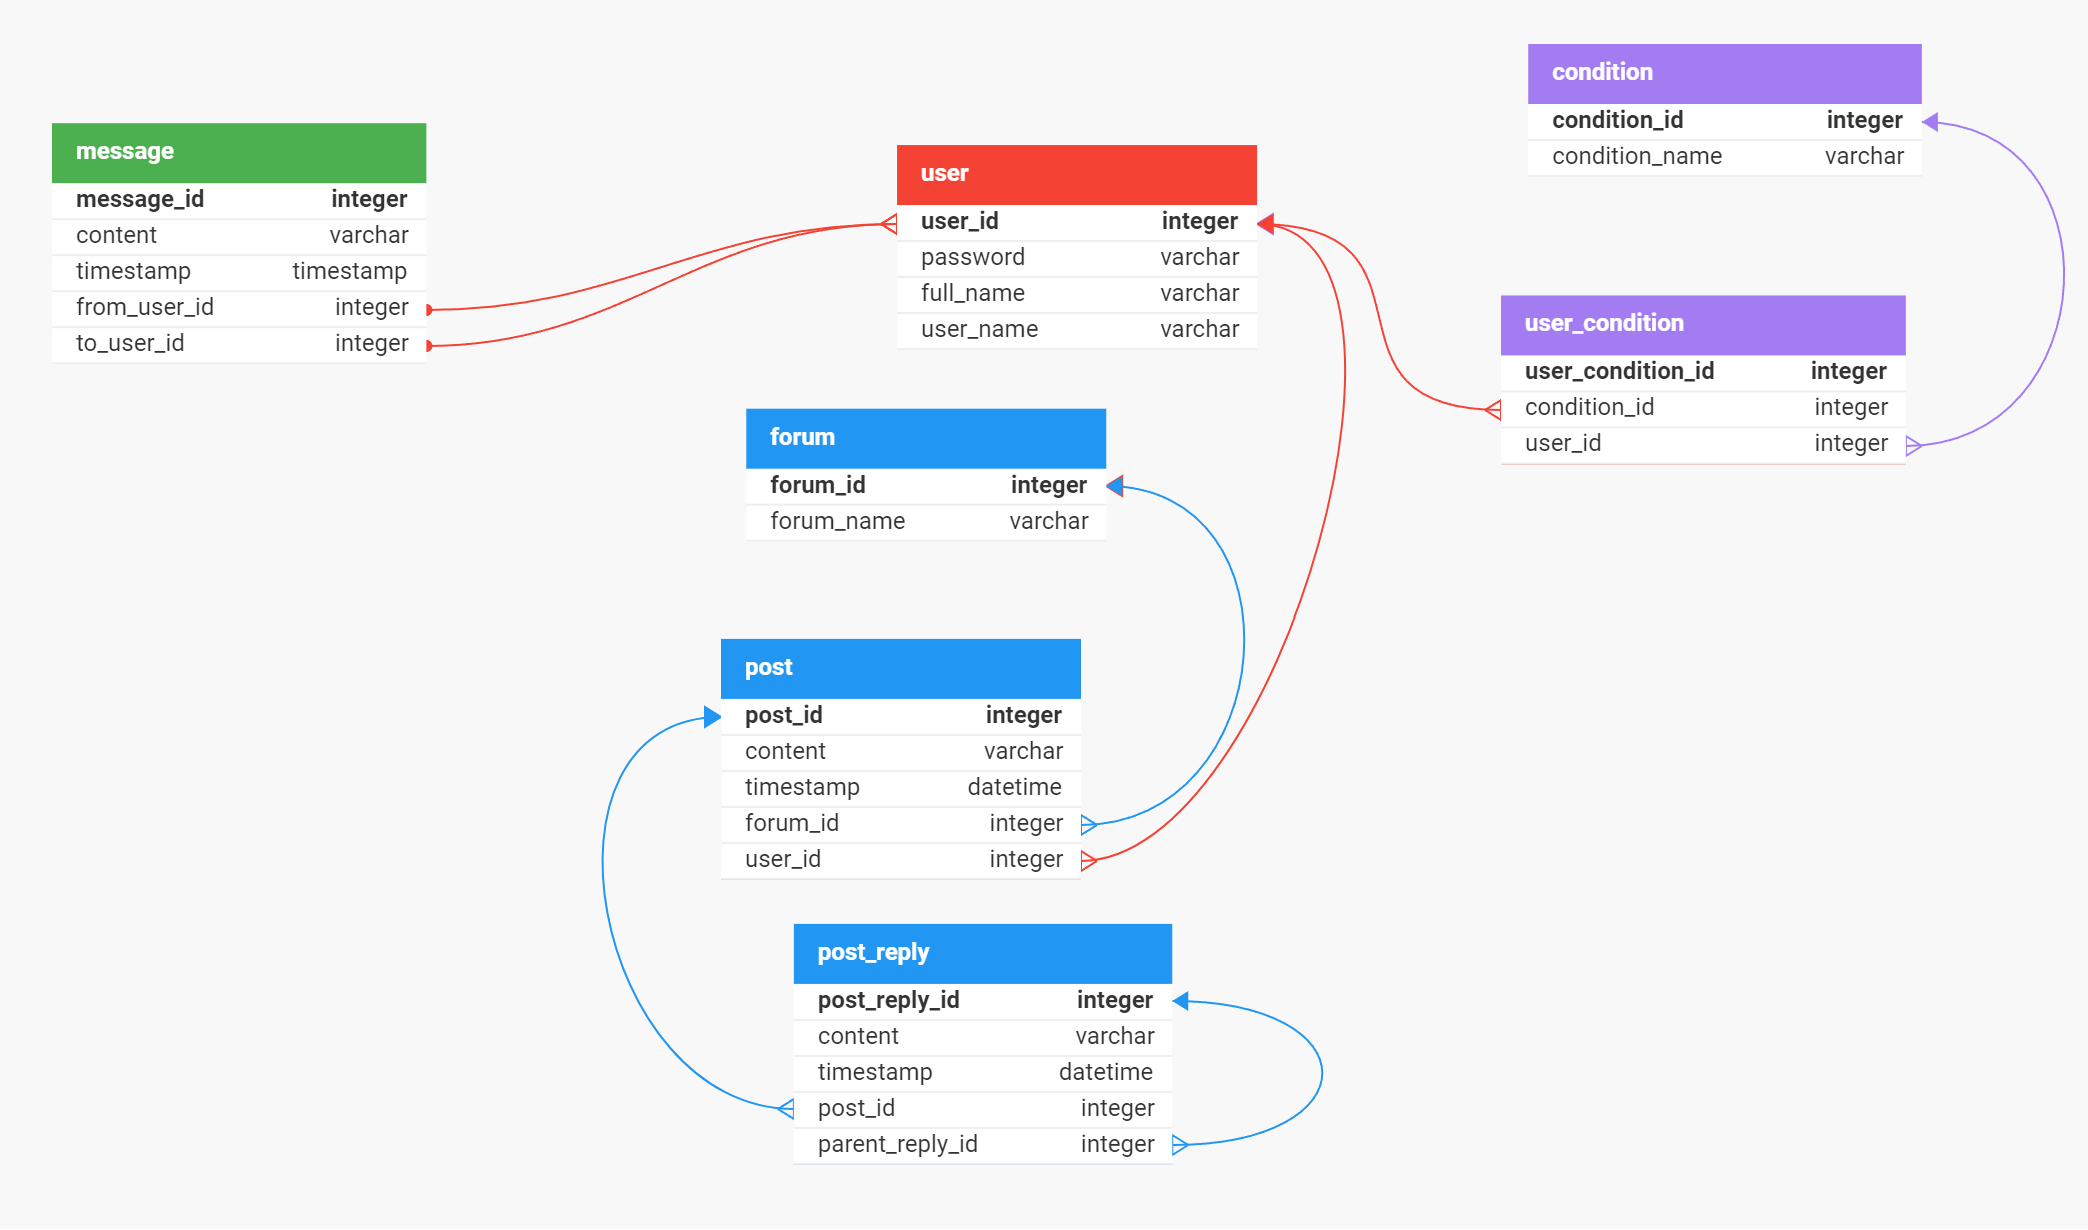 message
message_id integer
content varchar
timestamp timestamp
from_user_id integer
to_user_id integer
user
user_id integer
password varchar
full_name varchar
user_name varchar
condition
condition_id integer
condition_name varchar
user_condition
user_condition_id integer
condition_id integer
user_id integer
forum
forum_id integer
forum_name varchar
post
post_id integer
content varchar
timestamp datetime
forum_id integer
user_id integer
post_reply
post_reply_id integer
content varchar
timestamp datetime
post_id integer
parent_reply_id integer